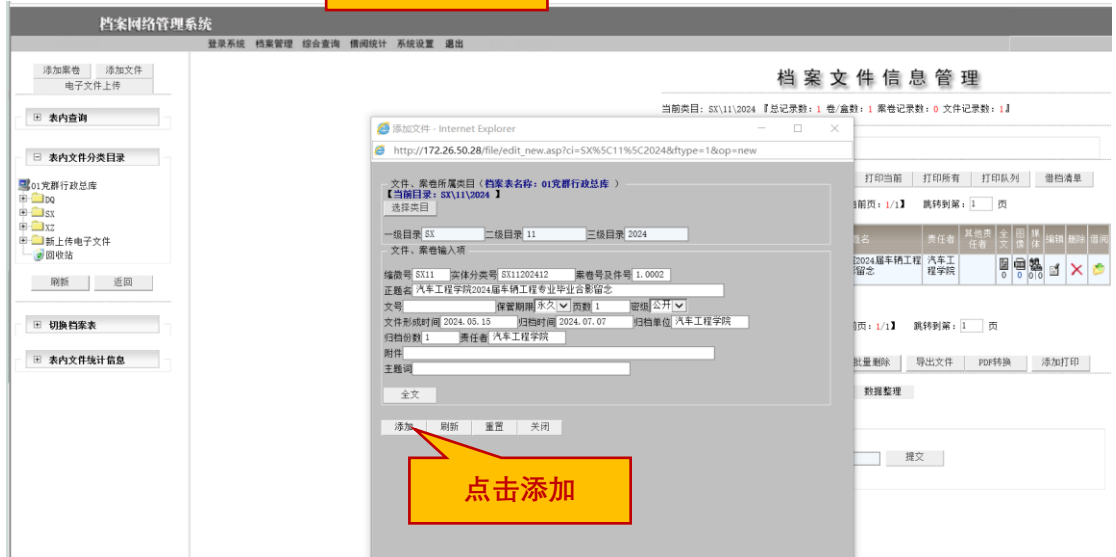 档案网络管理系统
登录系统 档案管理 综合查询 借阅统计 系统设置 退出
添加案卷 添加文件
电子文件上传
表内查询
表内文件分类目录
01党群行政总库
DQ
SX
XZ
新上传电子文件
回收站
刷新 返回
切换档案表
表内文件统计信息
档案文件信息管理
当前类目: SX\11\2024 『总记录数: 1 卷/盒数: 1 案卷记录数: 0 文件记录数: 1』
打印当前 打印所有 打印队列 借档清单
前页: 1/1】 跳转到第: 1 页
题名 责任者 其他责任者 全文 图像 媒体 编辑 删除 借阅
2024届车辆工程 汽车工程学院
留念 0 0 0|0
前页: 1/1】 跳转到第: 1 页
批量删除 导出文件 PDF转换 添加打印
数据整理
提交
添加文件 - Internet Explorer
http://172.26.50.28/file/edit_new.asp?ci=SX%5C11%5C2024&ftype=1&op=new
文件、案卷所属类目(档案表名称: 01党群行政总库 )
【当前目录: SX\11\2024 】
选择类目
一级目录 SX 二级目录 11 三级目录 2024
文件、案卷输入项
缩微号 SX11 实体分类号 SX11202412 案卷号及件号 1.0002
正题名 汽车工程学院2024届车辆工程专业毕业合影留念
文号 保管期限 永久 页数 1 密级 公开
文件形成时间 2024.05.15 归档时间 2024.07.07 归档单位 汽车工程学院
归档份数 1 责任者 汽车工程学院
附件
主题词
全文
添加 刷新 重置 关闭
点击添加